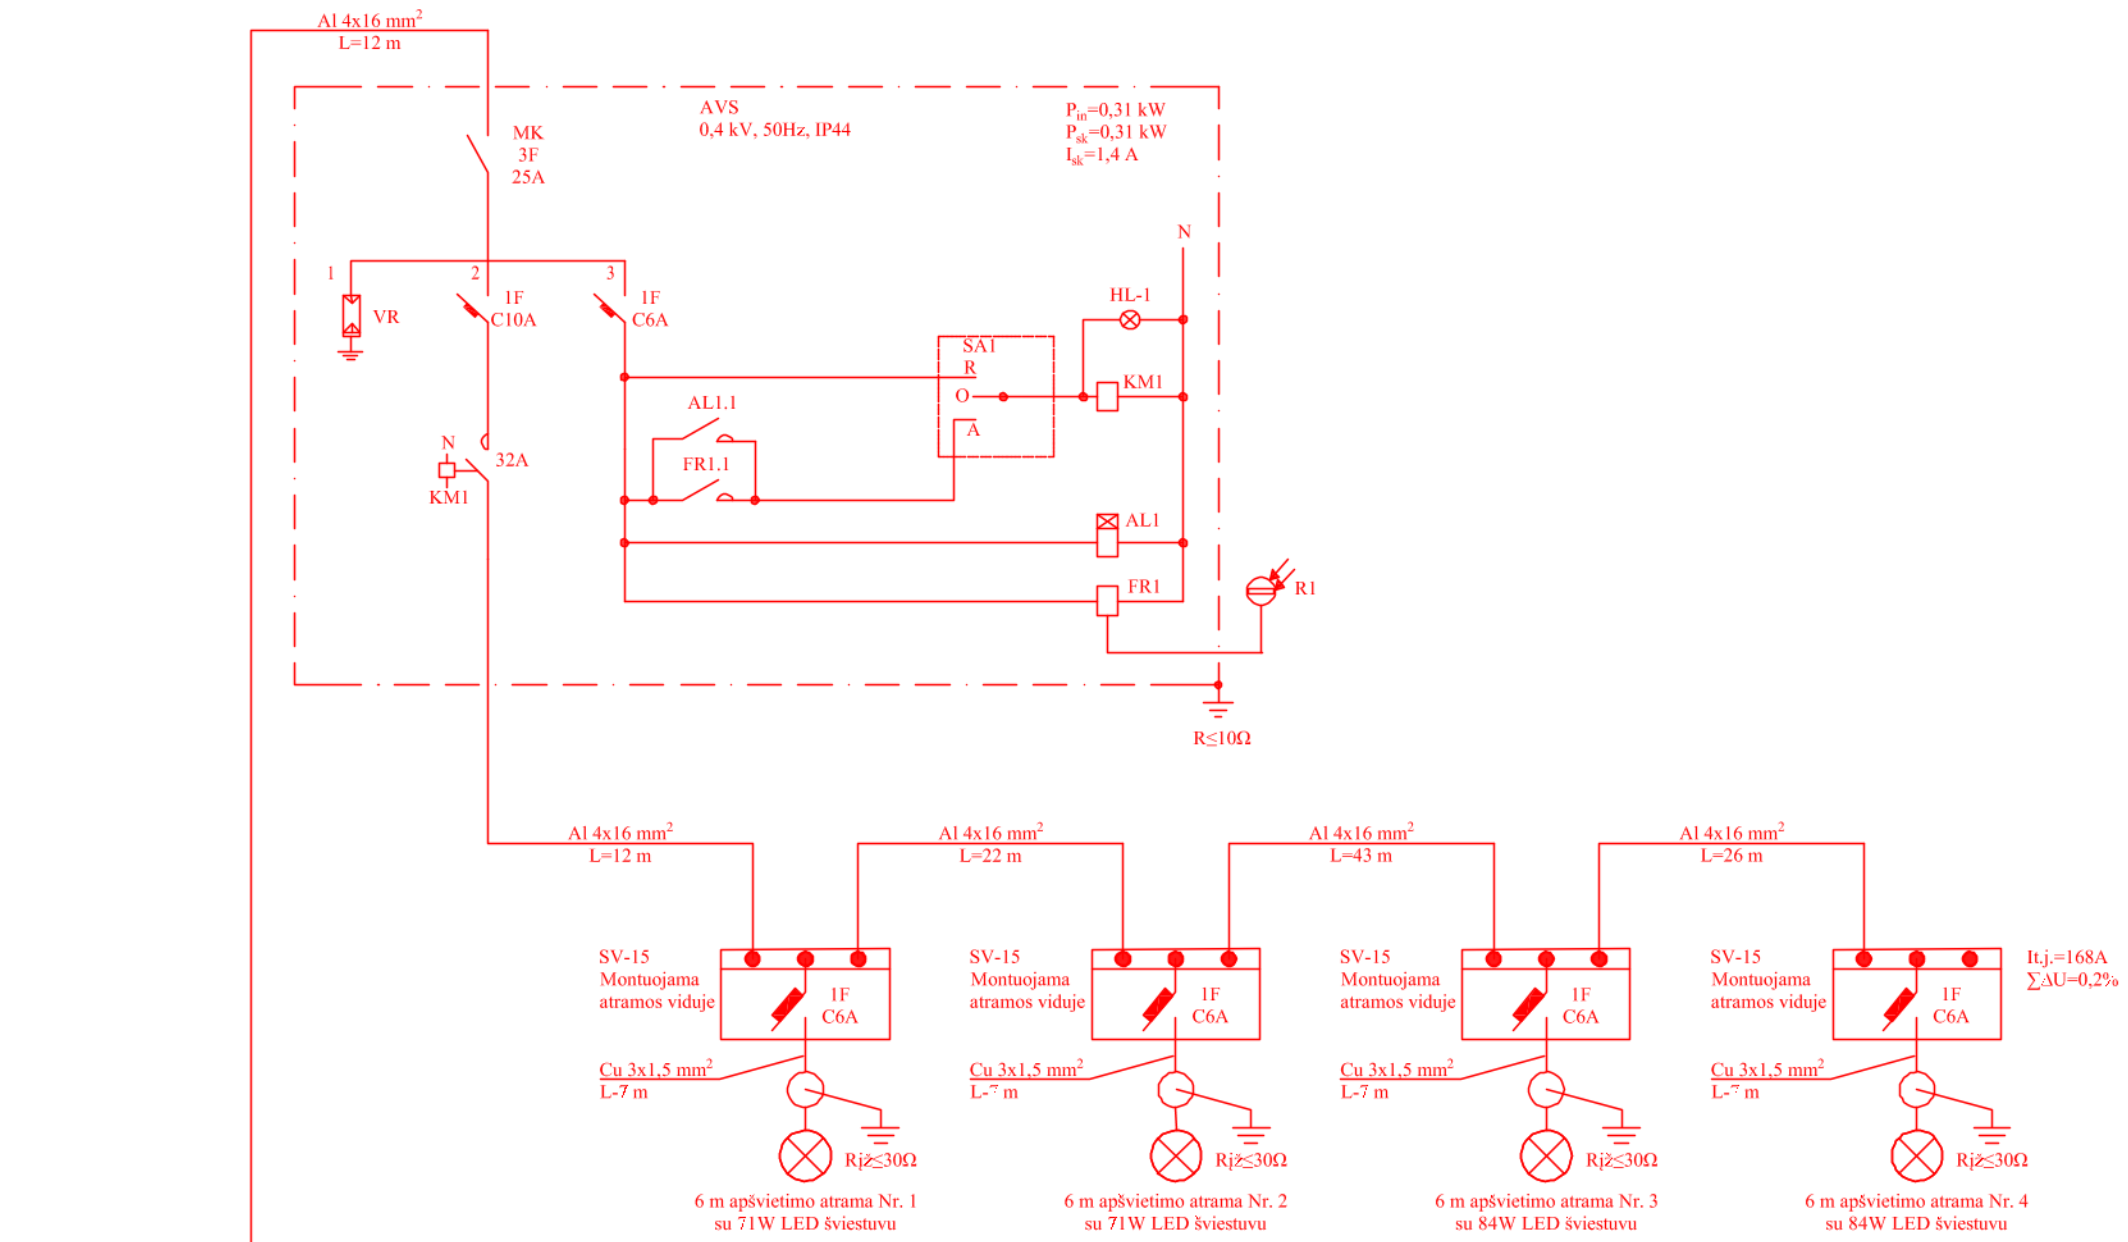 Al 4x16 mm²
L=12 m
AVS
0,4 kV, 50Hz, IP44
Pin=0,31 kW
Psk=0,31 kW
Isk=1,4 A
MK
3F
25A
N
1
2
3
VR
1F
C10A
1F
C6A
HL-1
SA1
R
O
A
KM1
AL1.1
FR1.1
N
32A
KM1
AL1
FR1
R1
R≤10Ω
Al 4x16 mm²
L=12 m
Al 4x16 mm²
L=22 m
Al 4x16 mm²
L=43 m
Al 4x16 mm²
L=26 m
SV-15
Montuojama
atramos viduje
1F
C6A
SV-15
Montuojama
atramos viduje
1F
C6A
SV-15
Montuojama
atramos viduje
1F
C6A
SV-15
Montuojama
atramos viduje
1F
C6A
It.j.=168A
∑ΔU=0,2%
Cu 3x1,5 mm²
L-7 m
Cu 3x1,5 mm²
L-7 m
Cu 3x1,5 mm²
L-7 m
Cu 3x1,5 mm²
L-7 m
Rįž≤30Ω
Rįž≤30Ω
Rįž≤30Ω
Rįž≤30Ω
6 m apšvietimo atrama Nr. 1
su 71W LED šviestuvu
6 m apšvietimo atrama Nr. 2
su 71W LED šviestuvu
6 m apšvietimo atrama Nr. 3
su 84W LED šviestuvu
6 m apšvietimo atrama Nr. 4
su 84W LED šviestuvu